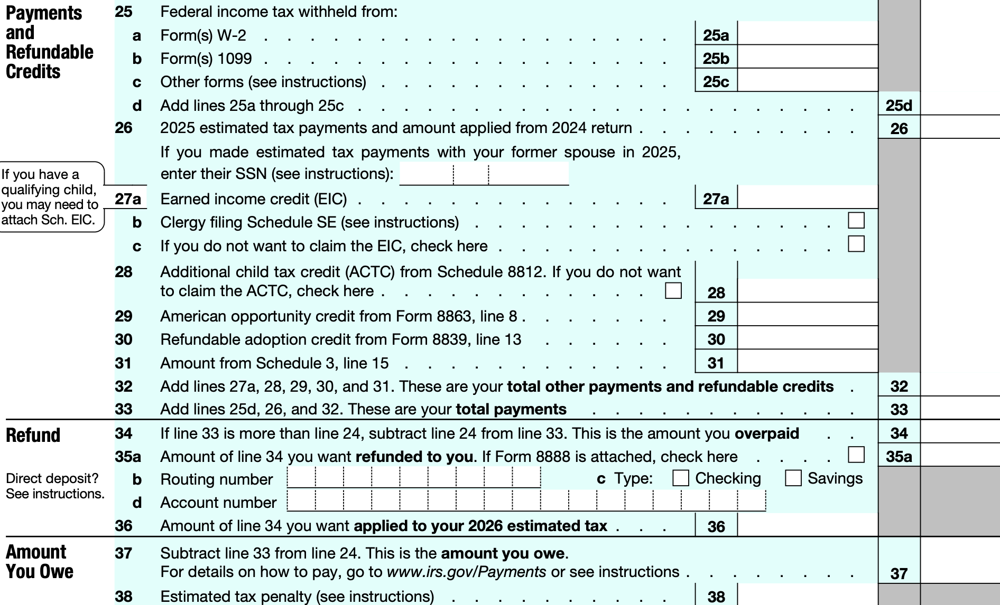 Payments
and
Refundable
Credits
25 Federal income tax withheld from:
a Form(s) W-2 . . . . . . . . . . . . . . . . . . 25a
b Form(s) 1099 . . . . . . . . . . . . . . . . . . 25b
c Other forms (see instructions) . . . . . . . . . . . . . 25c
d Add lines 25a through 25c . . . . . . . . . . . . . . . . . . . . . . 25d
26 2025 estimated tax payments and amount applied from 2024 return . . . . . . . . . . 26
If you made estimated tax payments with your former spouse in 2025,
enter their SSN (see instructions):
If you have a
qualifying child,
you may need to
attach Sch. EIC.
27a Earned income credit (EIC) . . . . . . . . . . . . . . 27a
b Clergy filing Schedule SE (see instructions) . . . . . . . . . . . . . . . .
c If you do not want to claim the EIC, check here . . . . . . . . . . . . . . .
28 Additional child tax credit (ACTC) from Schedule 8812. If you do not want
to claim the ACTC, check here . . . . . . . . . . . . 28
29 American opportunity credit from Form 8863, line 8 . . . . . . . 29
30 Refundable adoption credit from Form 8839, line 13 . . . . . . 30
31 Amount from Schedule 3, line 15 . . . . . . . . . . . . 31
32 Add lines 27a, 28, 29, 30, and 31. These are your total other payments and refundable credits . 32
33 Add lines 25d, 26, and 32. These are your total payments . . . . . . . . . . . . 33
Refund
34 If line 33 is more than line 24, subtract line 24 from line 33. This is the amount you overpaid . . 34
35a Amount of line 34 you want refunded to you. If Form 8888 is attached, check here . . . . 35a
Direct deposit?
See instructions.
b Routing number c Type: Checking Savings
d Account number
36 Amount of line 34 you want applied to your 2026 estimated tax . . . 36
Amount
You Owe
37 Subtract line 33 from line 24. This is the amount you owe.
For details on how to pay, go to www.irs.gov/Payments or see instructions . . . . . . . . 37
38 Estimated tax penalty (see instructions) . . . . . . . . . . 38